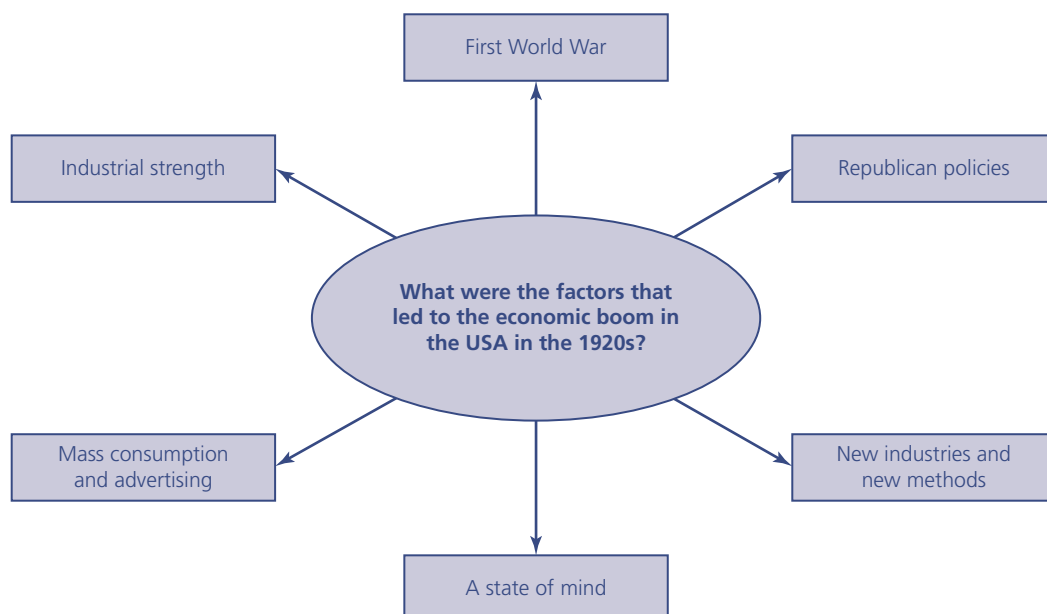 First World War
Industrial strength
Republican policies
What were the factors that
led to the economic boom in
the USA in the 1920s?
Mass consumption
and advertising
New industries and
new methods
A state of mind